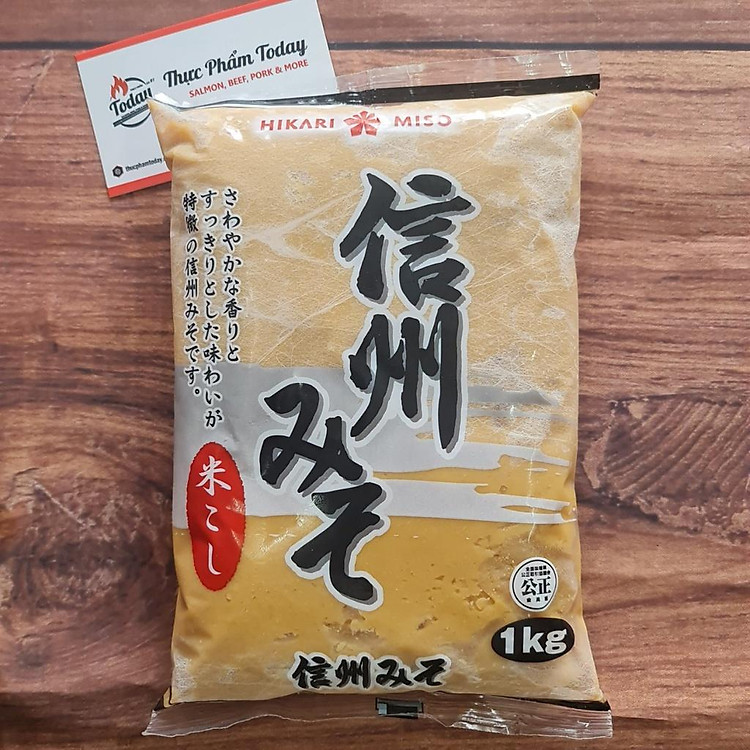 Thực Phẩm Today
SALMON, BEEF, PORK & MORE
Today
thucphamtoday
HIKARI MISO
信州みそ
さわやかな香りと
すっきりとした味わいが
特徴の信州みそです。
米こし
公正
1kg
信州みそ